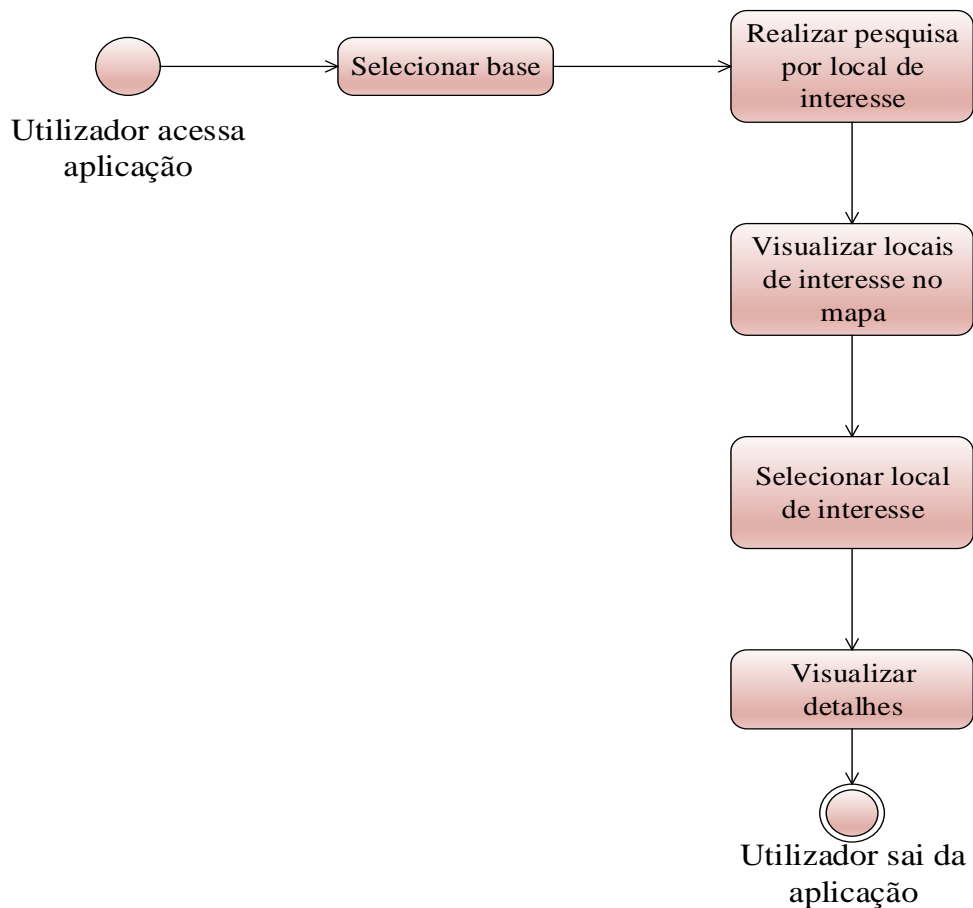 Utilizador acessa
aplicação
Selecionar base
Realizar pesquisa
por local de
interesse
Visualizar locais
de interesse no
mapa
Selecionar local
de interesse
Visualizar
detalhes
Utilizador sai da
aplicação